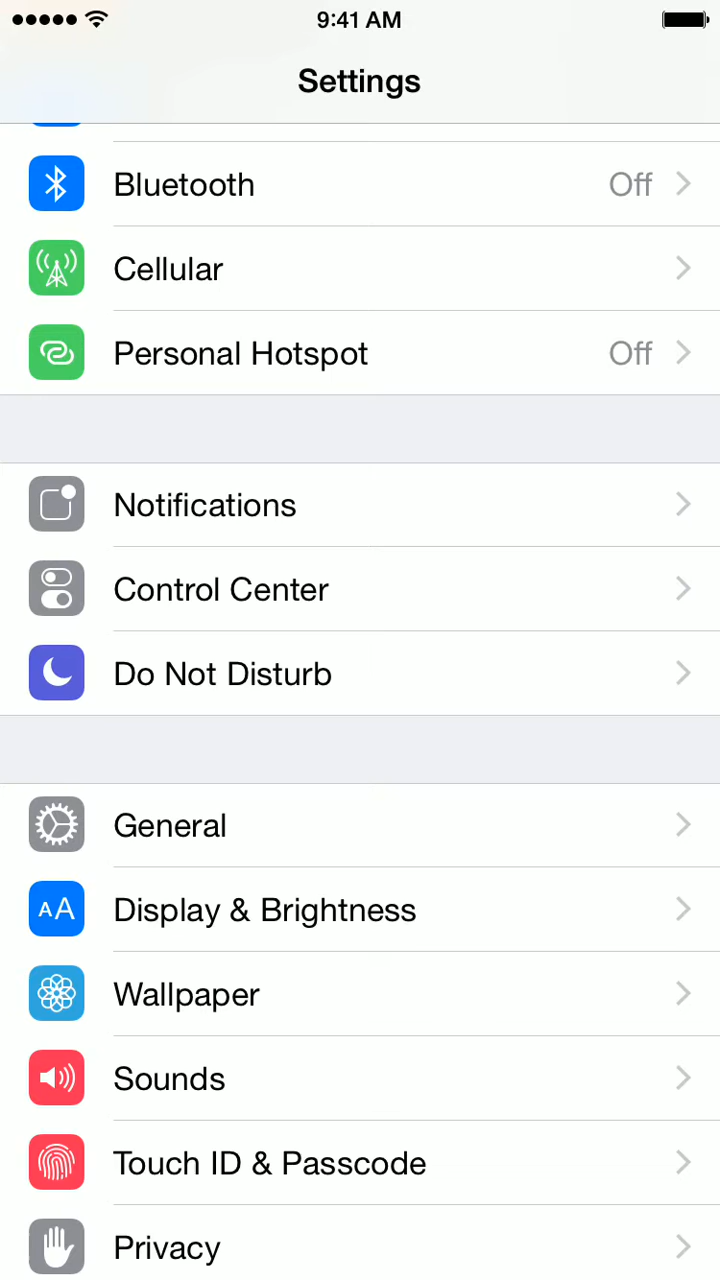 9:41 AM
Settings
Bluetooth Off
Cellular
Personal Hotspot Off
Notifications
Control Center
Do Not Disturb
General
AA Display & Brightness
Wallpaper
Sounds
Touch ID & Passcode
Privacy